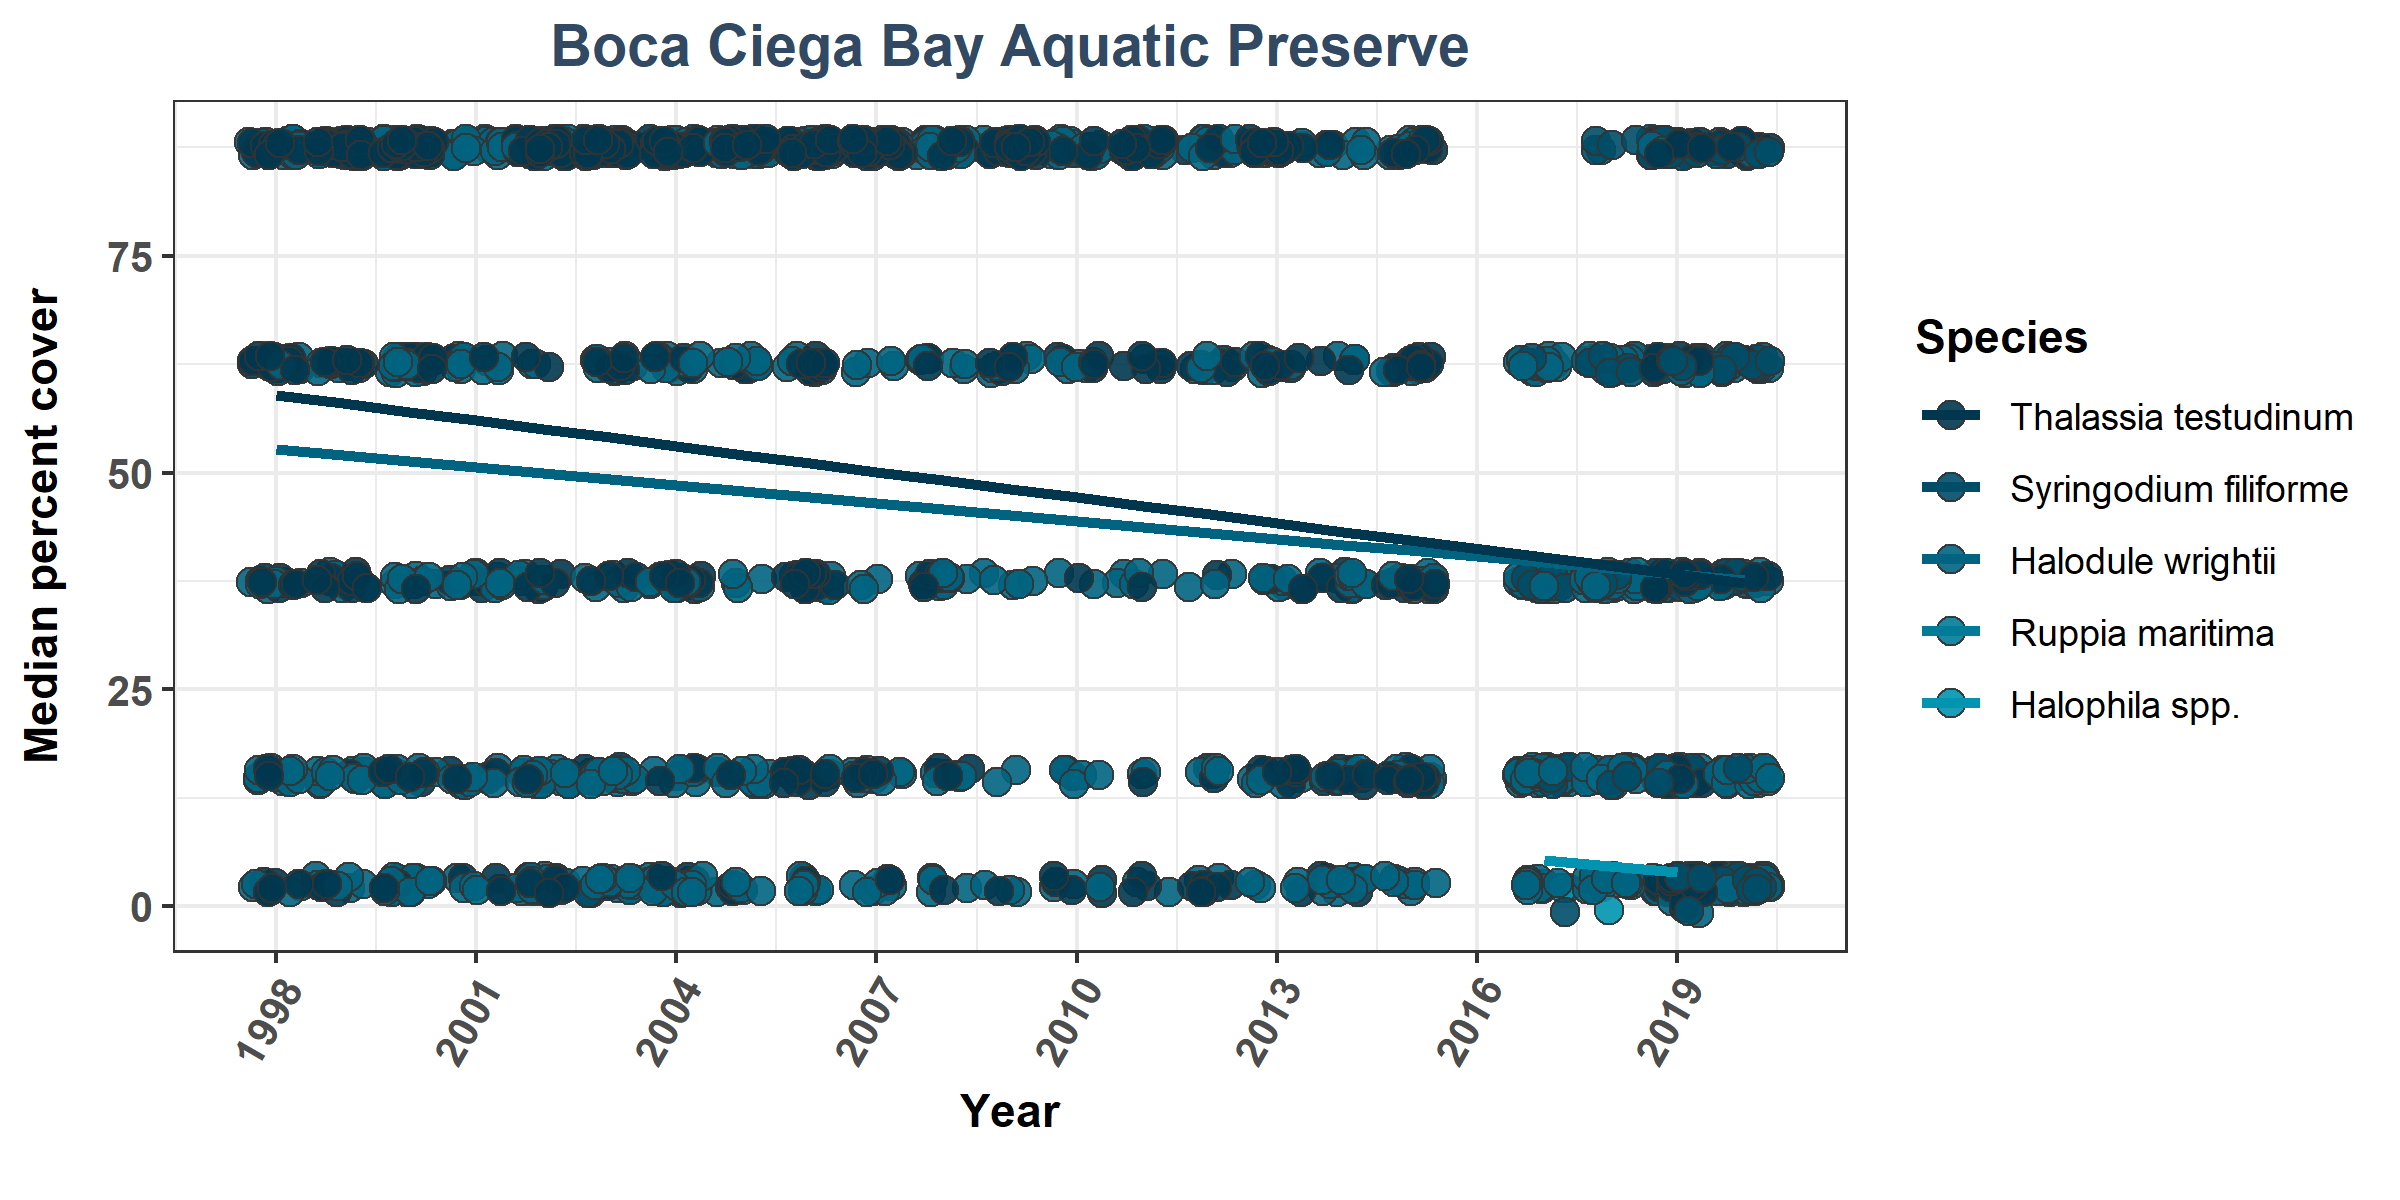 Boca Ciega Bay Aquatic Preserve
Median percent cover
75
50
25
0
1998
2001
2004
2007
2010
2013
2016
2019
Year
Species
Thalassia testudinum
Syringodium filiforme
Halodule wrightii
Ruppia maritima
Halophila spp.